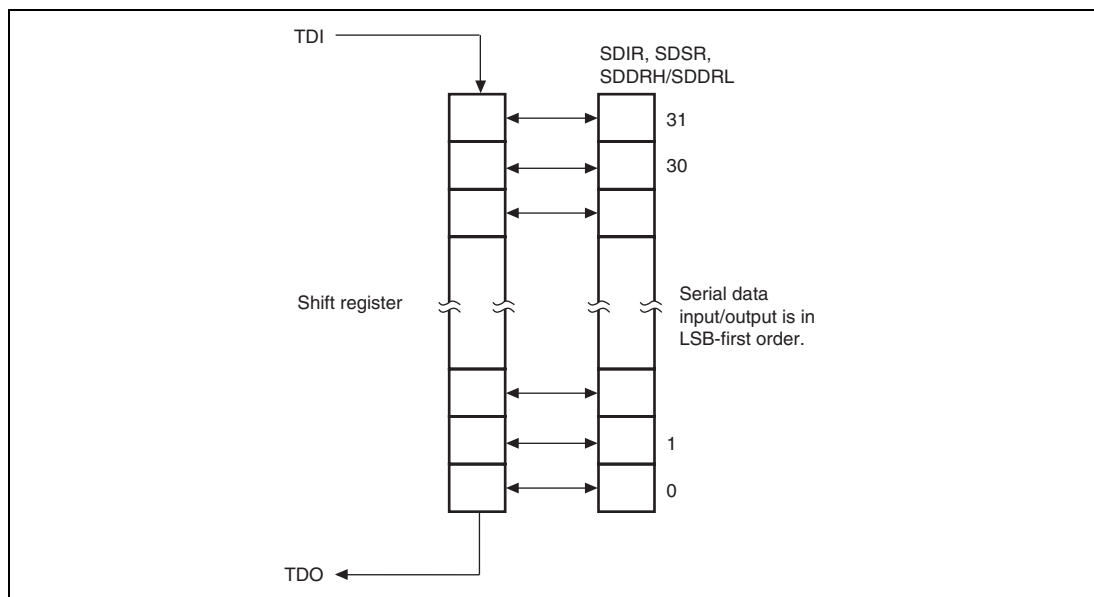 TDI
SDIR, SDSR,
SDDRH/SDDRL
31
30
Shift register
Serial data
input/output is in
LSB-first order.
1
0
TDO